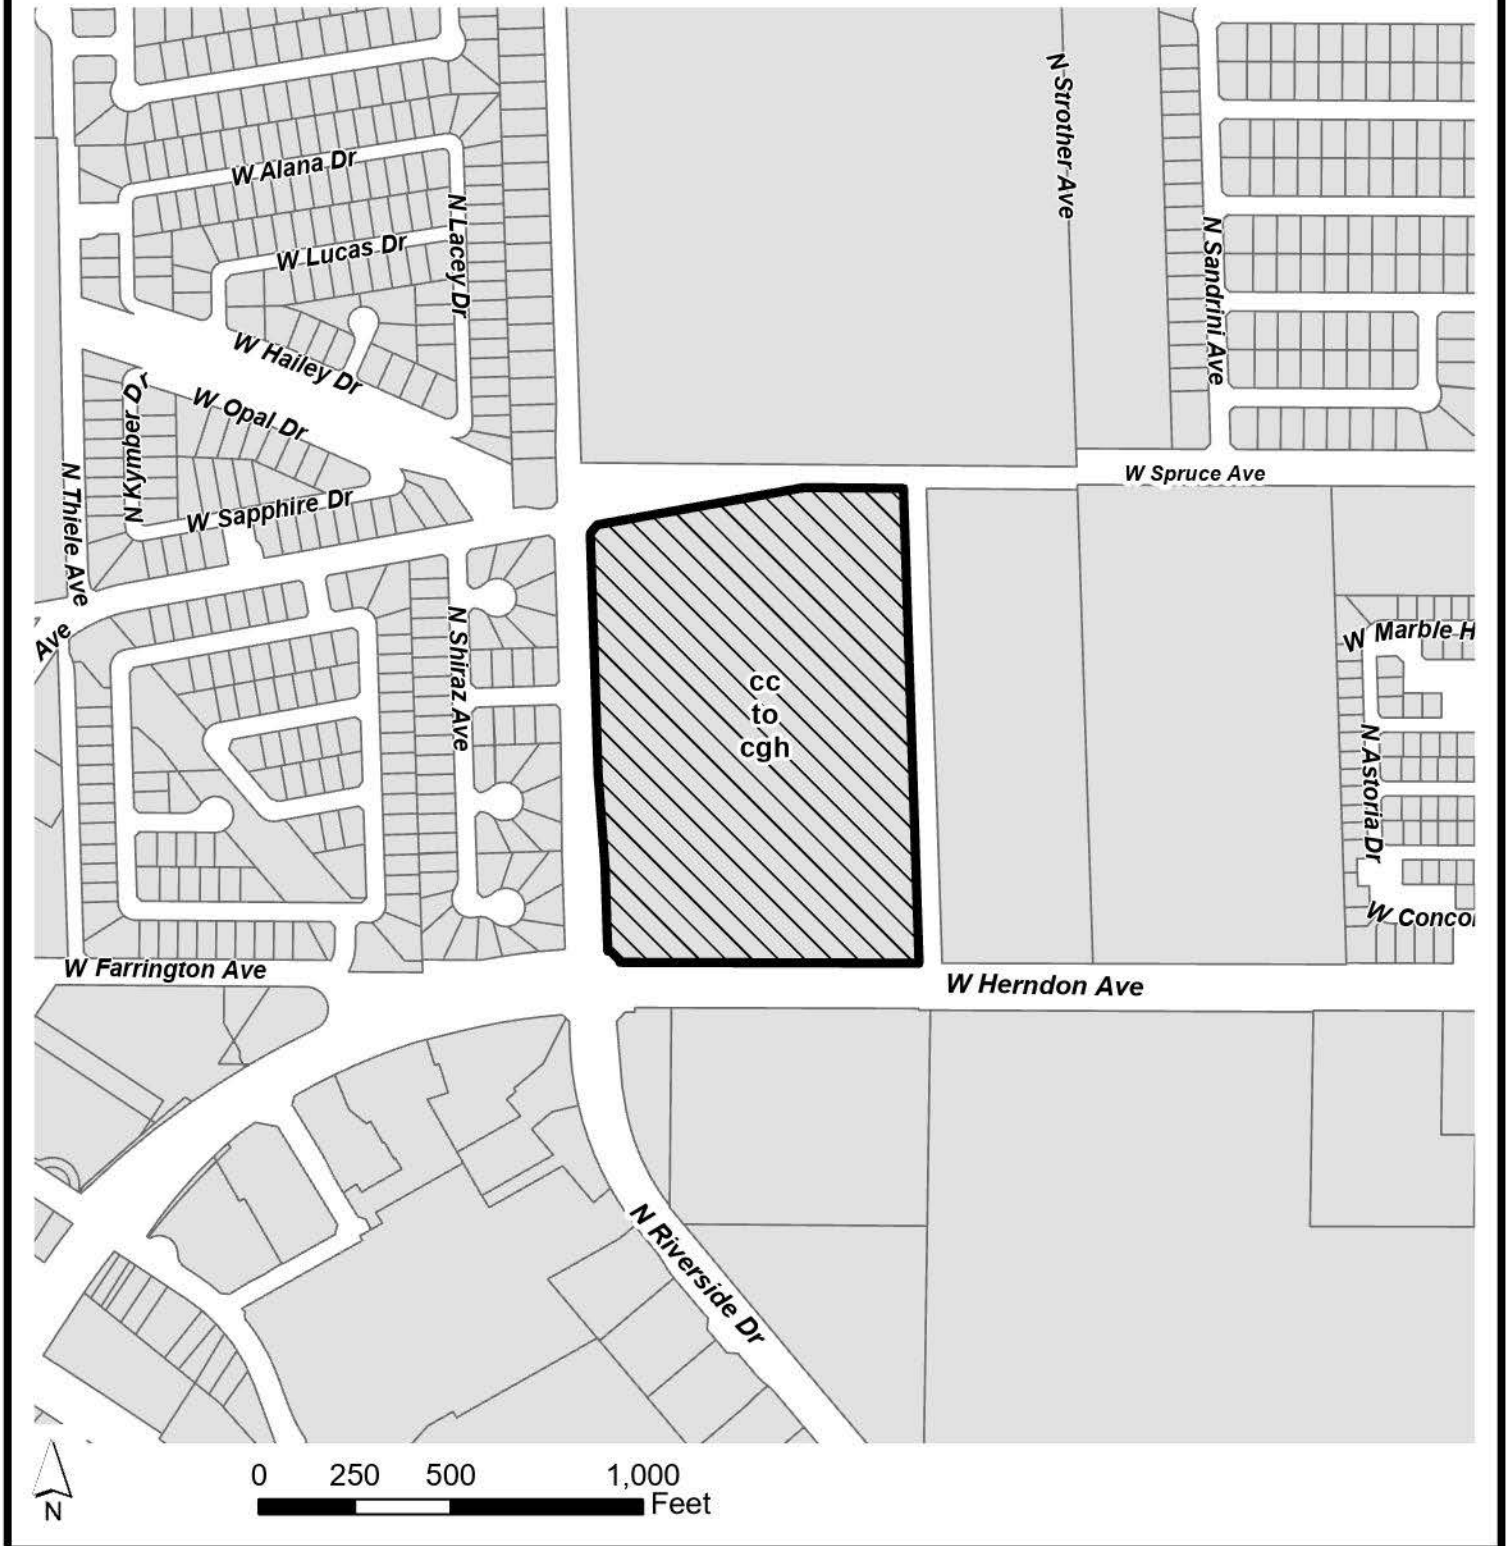 N Strother Ave
W Alana Dr
N Lacey Dr
W Lucas Dr
N Sandrini Ave
W Hailey Dr
N Kymber Dr
W Opal Dr
W Spruce Ave
N Thiele Ave
W Sapphire Dr
Ave
N Shiraz Ave
W Marble H
cc
to
cgh
N Astoria Dr
W Conco
W Farrington Ave
W Herndon Ave
N Riverside Dr
0 250 500 1,000
Feet
N